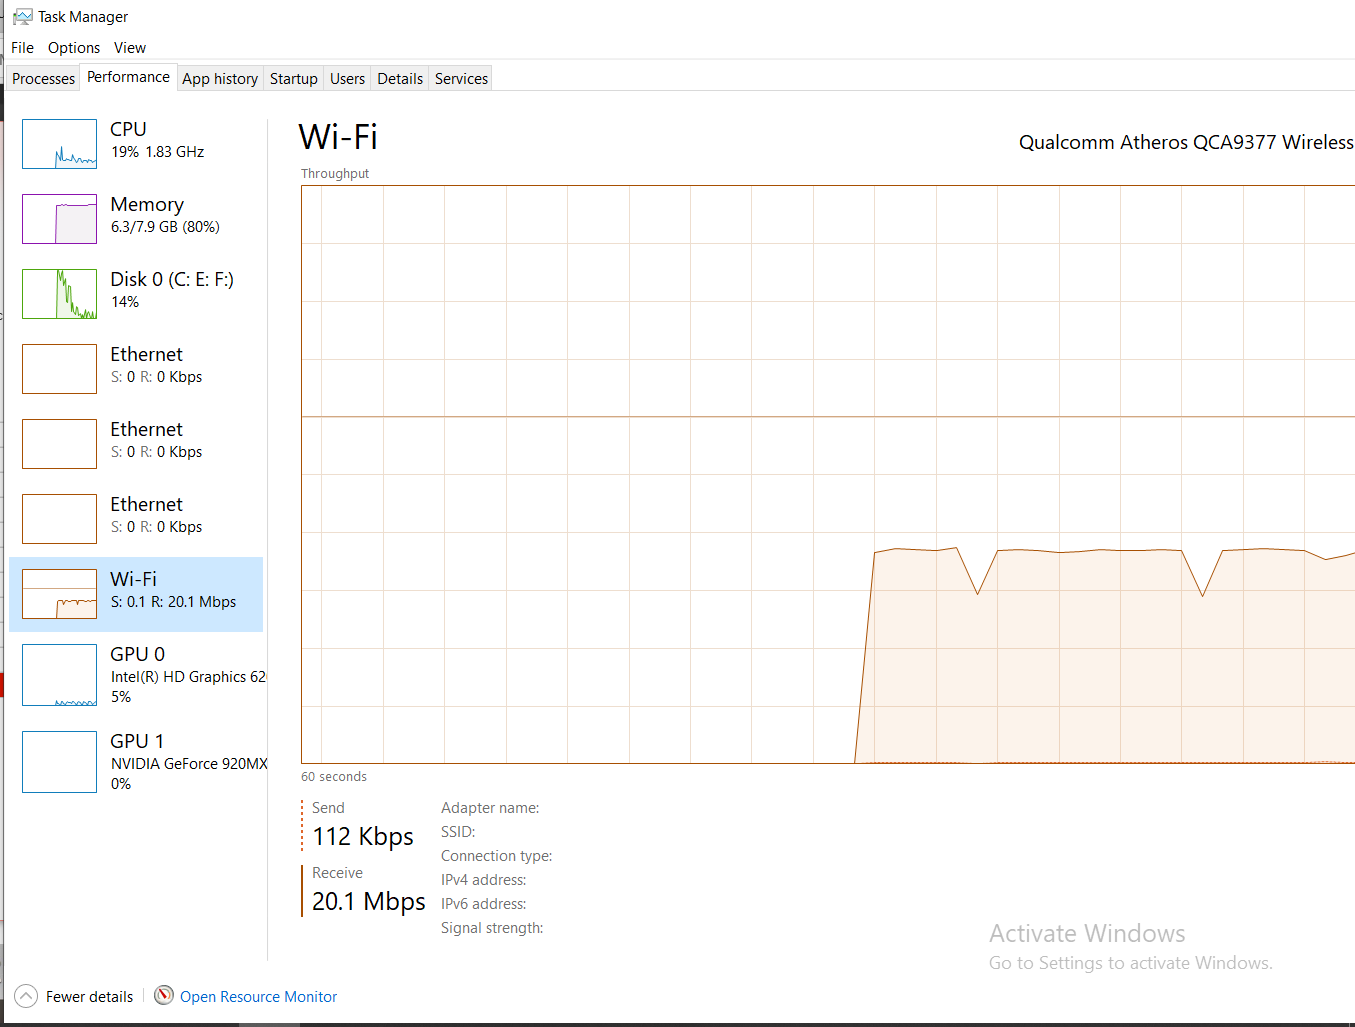 Task Manager
File Options View
Processes Performance App history Startup Users Details Services
CPU
19% 1.83 GHz
Memory
6.3/7.9 GB (80%)
Disk 0 (C: E: F:)
14%
Ethernet
S: 0 R: 0 Kbps
Ethernet
S: 0 R: 0 Kbps
Ethernet
S: 0 R: 0 Kbps
Wi-Fi
S: 0.1 R: 20.1 Mbps
GPU 0
Intel(R) HD Graphics 62
5%
GPU 1
NVIDIA GeForce 920MX
0%
Wi-Fi
Qualcomm Atheros QCA9377 Wireless
Throughput
60 seconds
Send
112 Kbps
Receive
20.1 Mbps
Adapter name:
SSID:
Connection type:
IPv4 address:
IPv6 address:
Signal strength:
Activate Windows
Go to Settings to activate Windows.
Fewer details
Open Resource Monitor